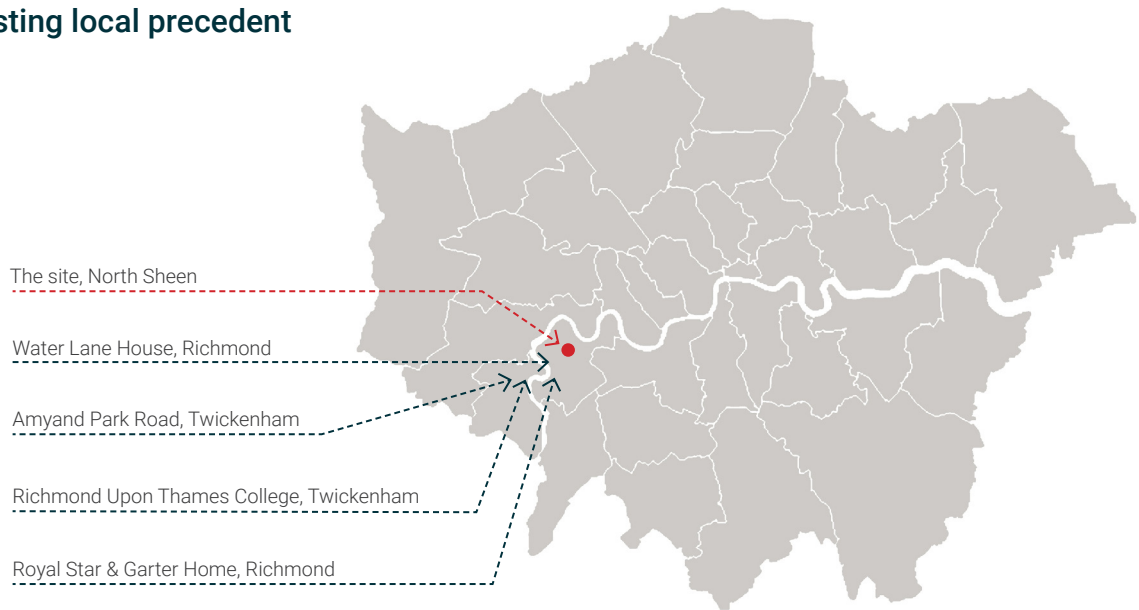 sting local precedent
The site, North Sheen
Water Lane House, Richmond
Amyand Park Road, Twickenham
Richmond Upon Thames College, Twickenham
Royal Star & Garter Home, Richmond